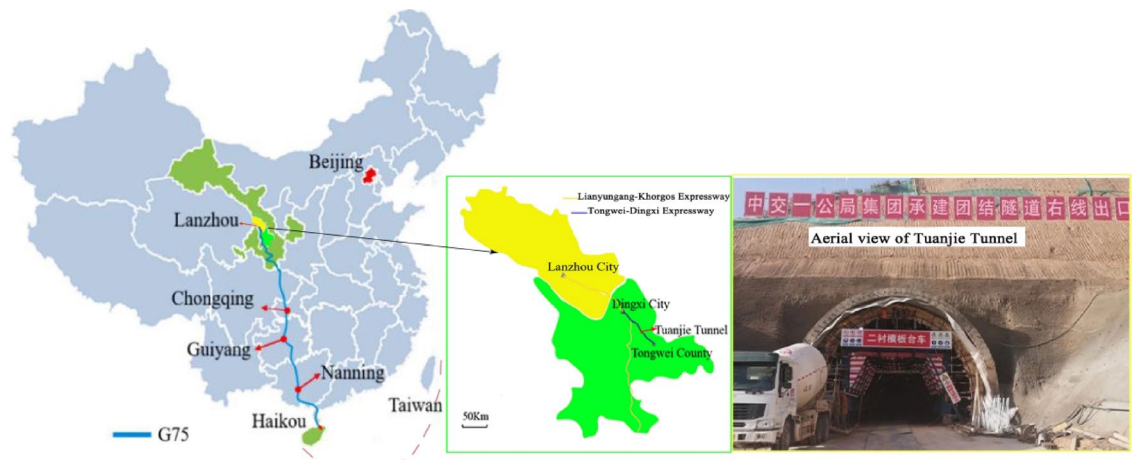 Beijing
Lanzhou
Chongqing
Guiyang
Nanning
Haikou
Taiwan
G75
Lianyungang-Khorgos Expressway
Tongwei-Dingxi Expressway
Lanzhou City
Dingxi City
Tuanjie Tunnel
Tongwei County
50Km
中交一公局集团承建团结隧道右线出口
Aerial view of Tuanjie Tunnel
二衬模板台车